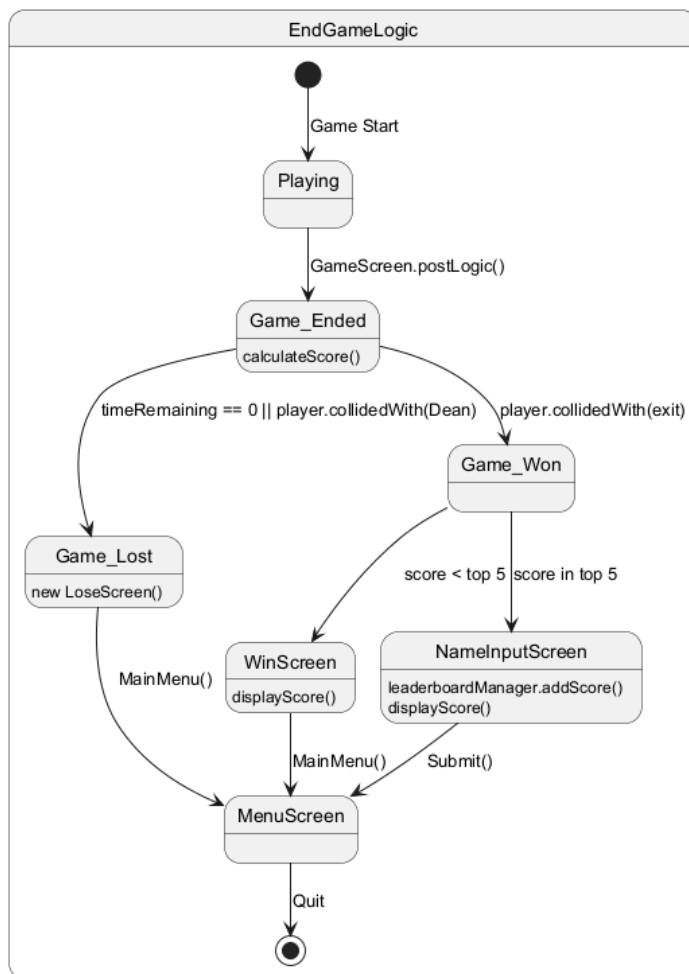 EndGameLogic
Game Start
Playing
GameScreen.postLogic()
Game_Ended
calculateScore()
timeRemaining == 0 || player.collidedWith(Dean)
player.collidedWith(exit)
Game_Won
Game_Lost
new LoseScreen()
score < top 5
score in top 5
WinScreen
displayScore()
NameInputScreen
leaderboardManager.addScore()
displayScore()
MainMenu()
MainMenu()
Submit()
MenuScreen
Quit